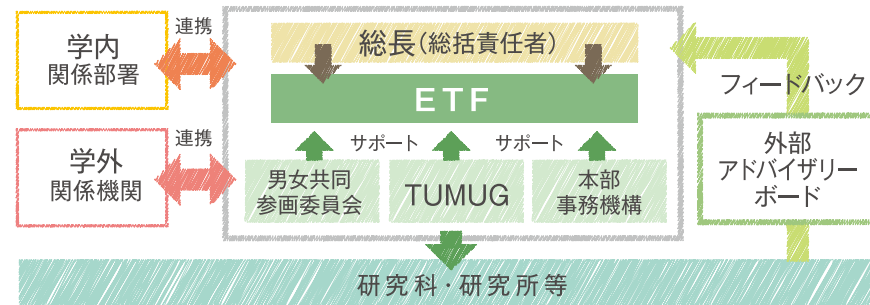 学内
関係部署
連携
総長(総括責任者)
ETF
サポート
サポート
男女共同
参画委員会
TUMUG
本部
事務機構
学外
関係機関
連携
フィードバック
外部
アドバイザリー
ボード
研究科・研究所等